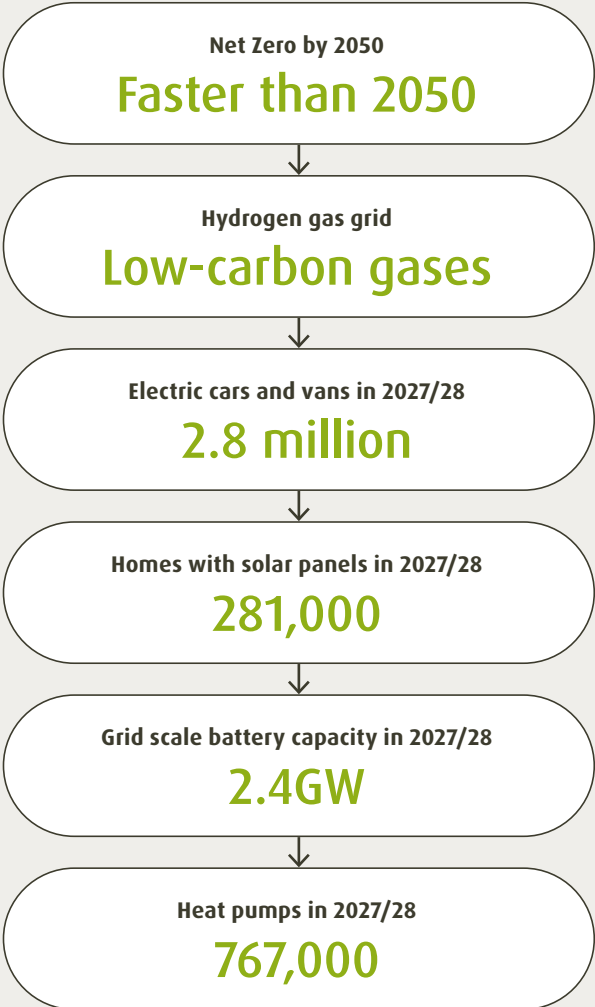 Net Zero by 2050
Faster than 2050
Hydrogen gas grid
Low-carbon gases
Electric cars and vans in 2027/28
2.8 million
Homes with solar panels in 2027/28
281,000
Grid scale battery capacity in 2027/28
2.4GW
Heat pumps in 2027/28
767,000